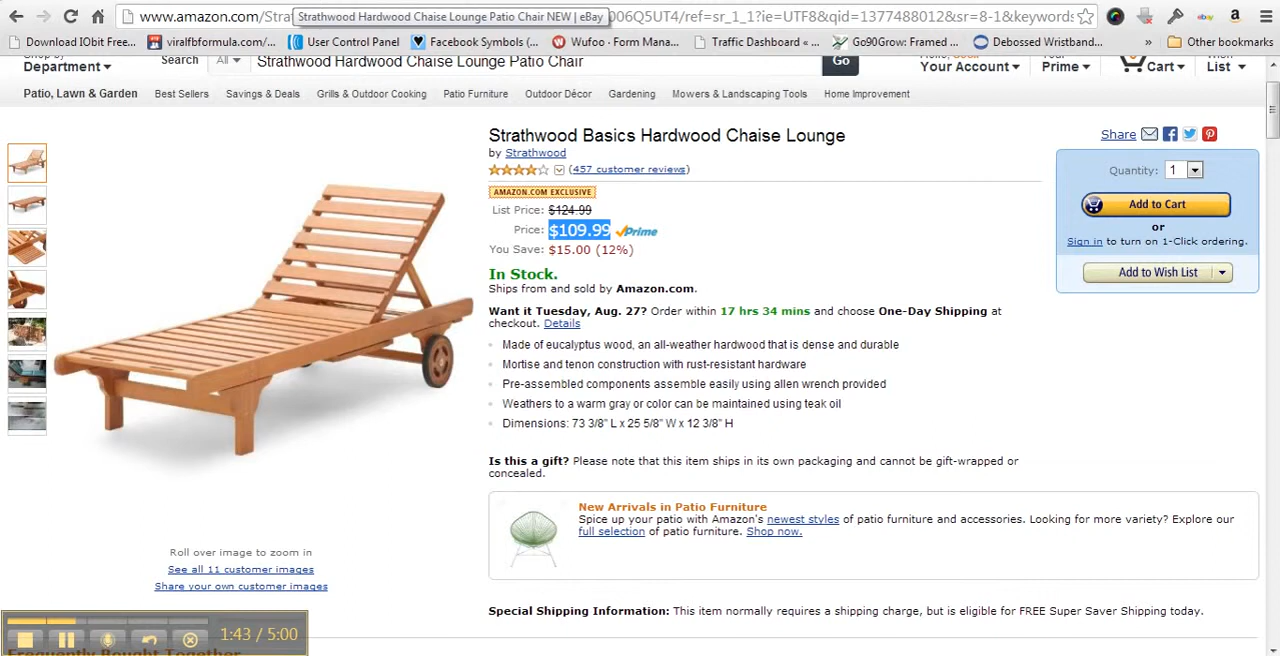 www.amazon.com/Stra
Strathwood Hardwood Chaise Lounge Patio Chair NEW | eBay
006Q5UT4/ref=sr_1_1?ie=UTF8&qid=1377488012&sr=8-1&keywords
Download IObit Free...
viralfbformula.com/...
User Control Panel
Facebook Symbols (...
Wufoo - Form Mana...
Traffic Dashboard «...
Go90Grow: Framed ...
Debossed Wristband...
»
Other bookmarks
Department
Search
All
Strathwood Hardwood Chaise Lounge Patio Chair
Go
Your Account
Prime
Cart
List
Patio, Lawn & Garden
Best Sellers
Savings & Deals
Grills & Outdoor Cooking
Patio Furniture
Outdoor Décor
Gardening
Mowers & Landscaping Tools
Home Improvement
Strathwood Basics Hardwood Chaise Lounge
by Strathwood
(457 customer reviews)
AMAZON.COM EXCLUSIVE
List Price: $124.99
Price: $109.99 Prime
You Save: $15.00 (12%)
In Stock.
Ships from and sold by Amazon.com.
Want it Tuesday, Aug. 27? Order within 17 hrs 34 mins and choose One-Day Shipping at
checkout. Details
Made of eucalyptus wood, an all-weather hardwood that is dense and durable
Mortise and tenon construction with rust-resistant hardware
Pre-assembled components assemble easily using allen wrench provided
Weathers to a warm gray or color can be maintained using teak oil
Dimensions: 73 3/8" L x 25 5/8" W x 12 3/8" H
Is this a gift? Please note that this item ships in its own packaging and cannot be gift-wrapped or
concealed.
New Arrivals in Patio Furniture
Spice up your patio with Amazon's newest styles of patio furniture and accessories. Looking for more variety? Explore our
full selection of patio furniture. Shop now.
Special Shipping Information: This item normally requires a shipping charge, but is eligible for FREE Super Saver Shipping today.
Share
Quantity: 1
Add to Cart
or
Sign in to turn on 1-Click ordering.
Add to Wish List
Roll over image to zoom in
See all 11 customer images
Share your own customer images
1:43 / 5:00
Frequently Bought Together